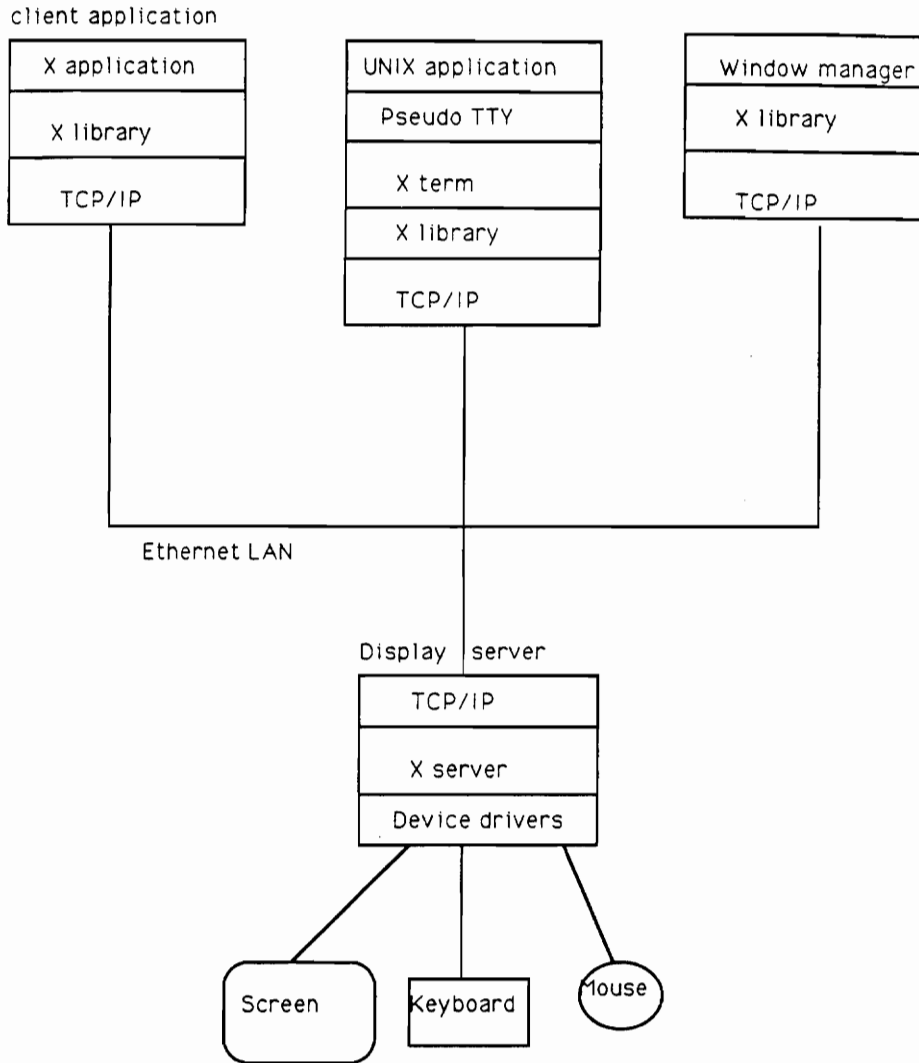 client application
X application
X library
TCP/IP
UNIX application
Pseudo TTY
X term
X library
TCP/IP
Window manager
X library
TCP/IP
Ethernet LAN
Display server
TCP/IP
X server
Device drivers
Screen
Keyboard
Mouse